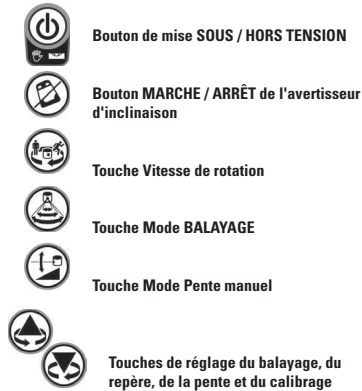 Bouton de mise SOUS / HORS TENSION
Bouton MARCHE / ARRÊT de l'avertisseur
d'inclinaison
Touche Vitesse de rotation
Touche Mode BALAYAGE
Touche Mode Pente manuel
Touches de réglage du balayage, du
repère, de la pente et du calibrage